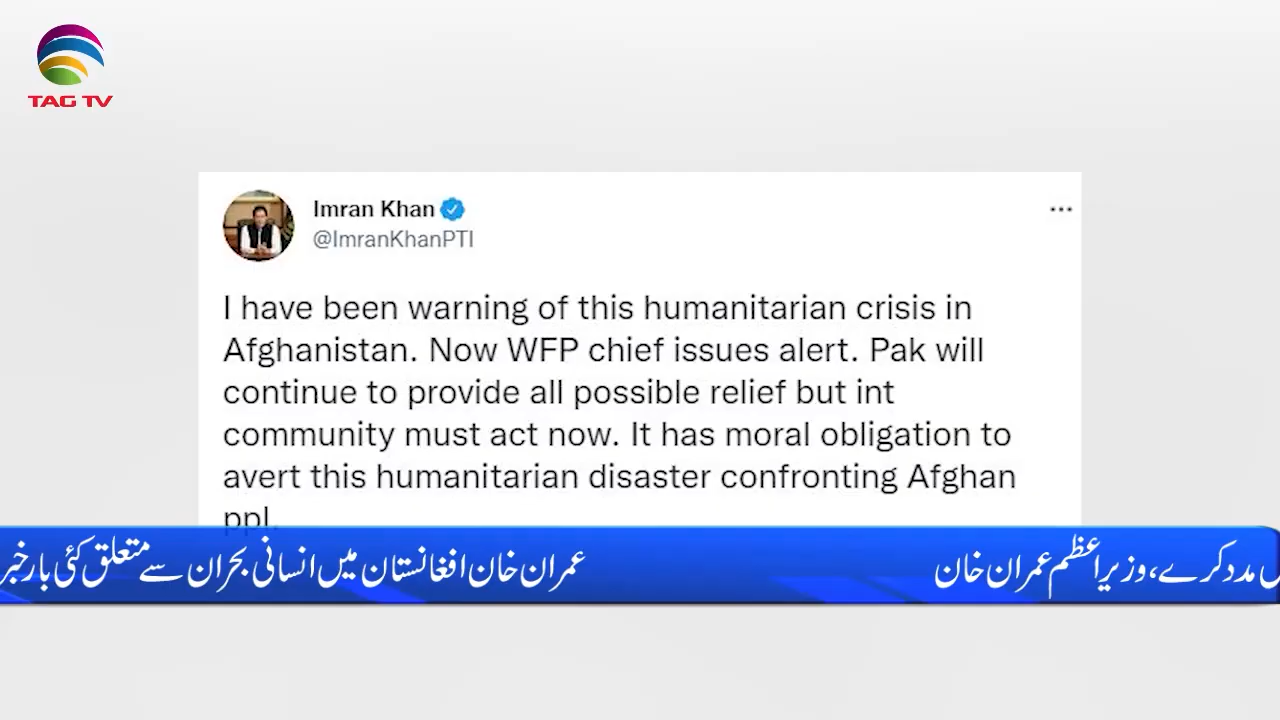 TAG TV
Imran Khan
@ImranKhanPTI
I have been warning of this humanitarian crisis in
Afghanistan. Now WFP chief issues alert. Pak will
continue to provide all possible relief but int
community must act now. It has moral obligation to
avert this humanitarian disaster confronting Afghan
ppl.
مدد کرے، وزیراعظم عمران خان عمران خان افغانستان میں انسانی بحران سے متعلق کئی بار